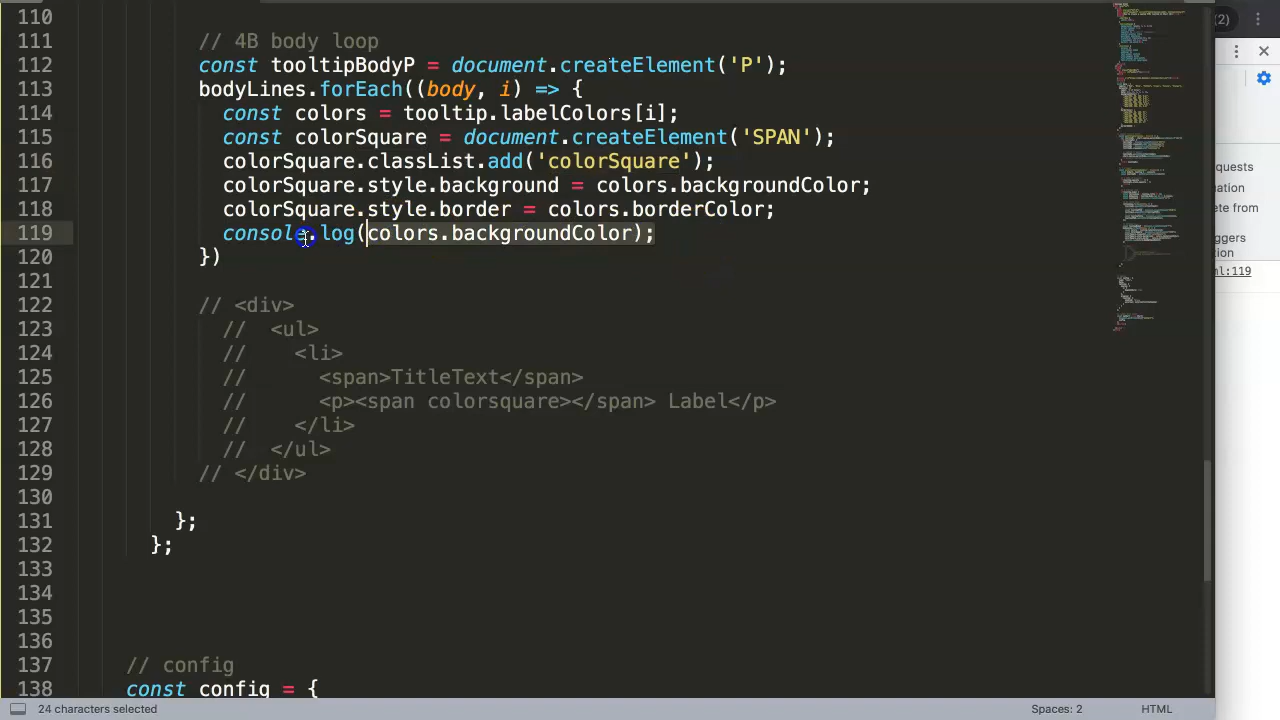 110
111 // 4B body loop
112 const tooltipBodyP = document.createElement('P');
113 bodyLines.forEach((body, i) => {
114 const colors = tooltip.labelColors[i];
115 const colorSquare = document.createElement('SPAN');
116 colorSquare.classList.add('colorSquare');
117 colorSquare.style.background = colors.backgroundColor;
118 colorSquare.style.border = colors.borderColor;
119 console.log(colors.backgroundColor);
120 })
121
122 // <div>
123 // <ul>
124 // <li>
125 // <span>TitleText</span>
126 // <p><span colorsquare></span> Label</p>
127 // </li>
128 // </ul>
129 // </div>
130
131 };
132 };
133
134
135
136
137 // config
138 const config = {
24 characters selected
Spaces: 2
HTML
(2)
quests
uation
ete from
ggers
tion
ml:119